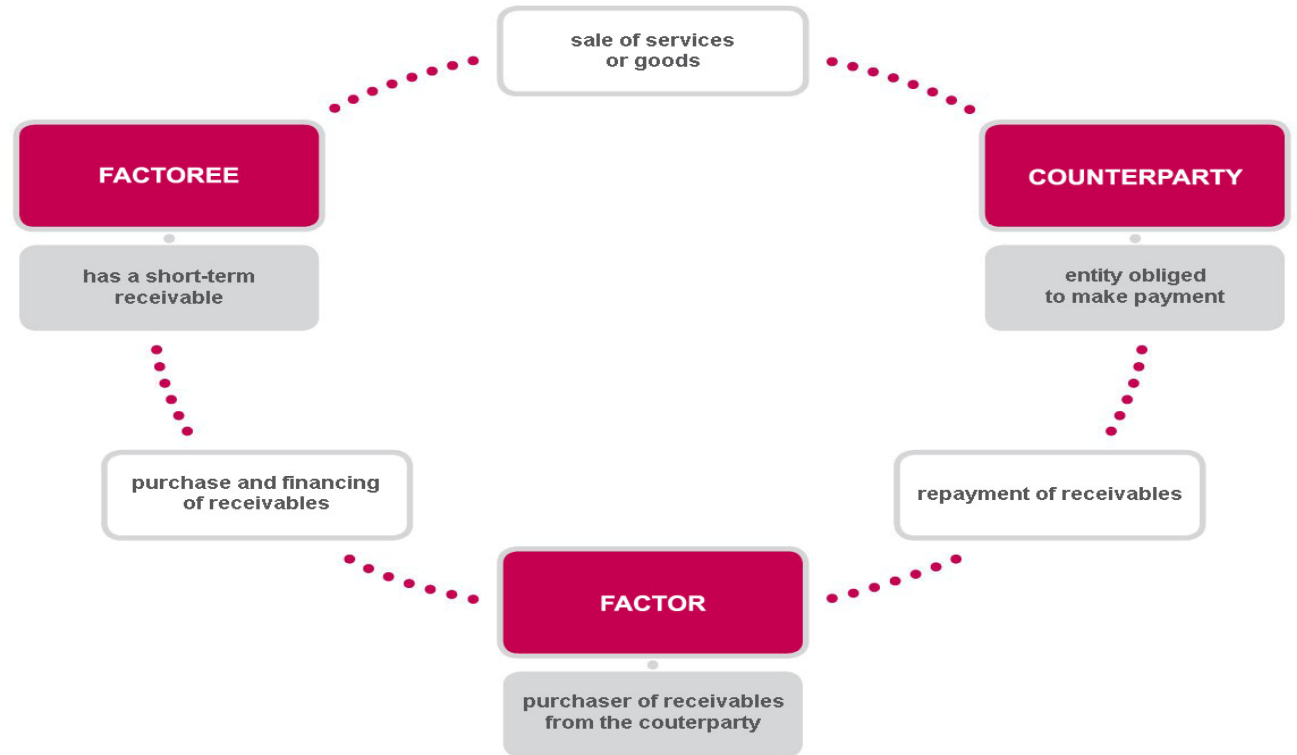 sale of services
or goods
FACTOREE
COUNTERPARTY
has a short-term
receivable
entity obliged
to make payment
purchase and financing
of receivables
repayment of receivables
FACTOR
purchaser of receivables
from the couterparty